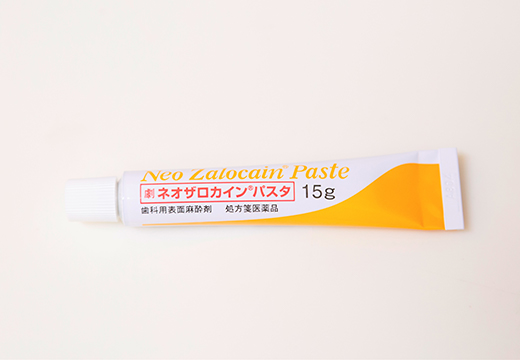 Neo Zalocain® Paste
劇 ネオザロカイン®パスタ 15g
歯科用表面麻酔剤 処方箋医薬品